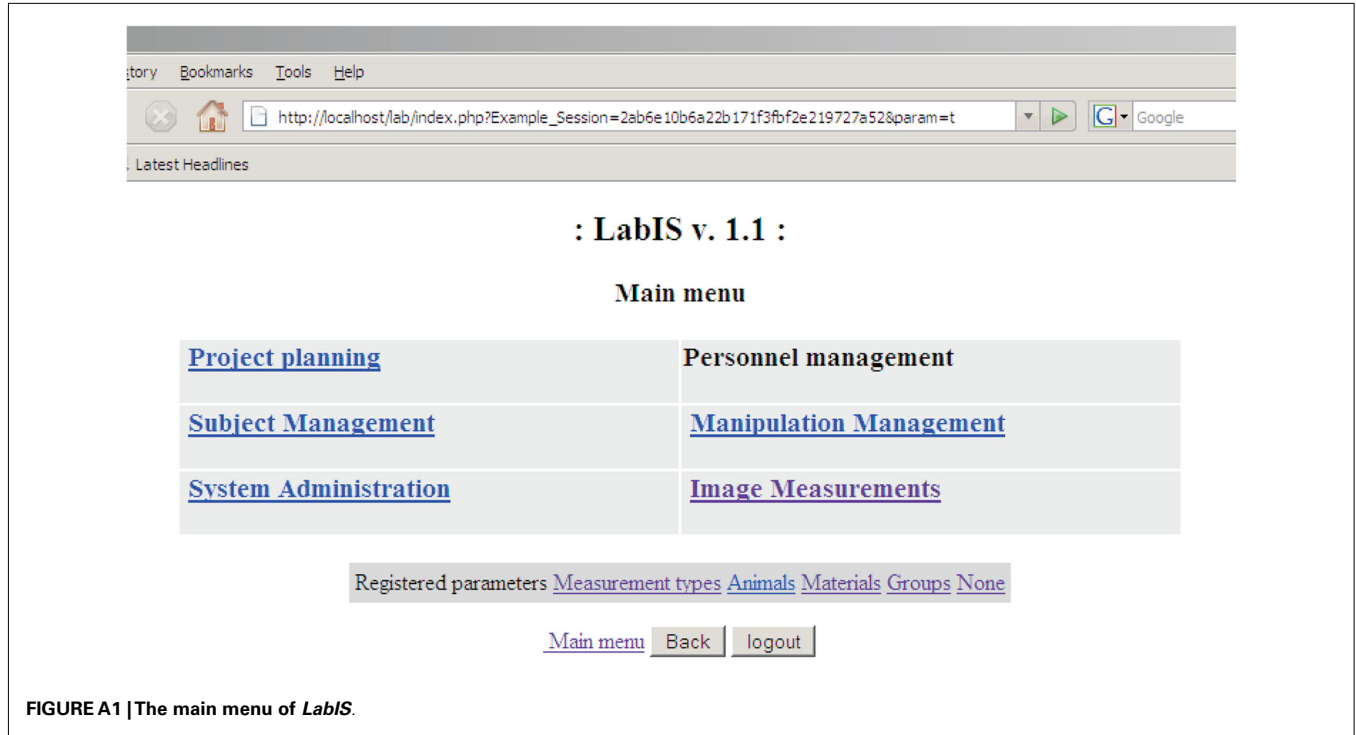 story Bookmarks Tools Help
http://localhost/lab/index.php?Example_Session=2ab6e10b6a22b171f3fbf2e219727a52&param=t G Google
Latest Headlines
: LabIS v. 1.1 :
Main menu
Project planning Personnel management
Subject Management Manipulation Management
System Administration Image Measurements
Registered parameters Measurement types Animals Materials Groups None
Main menu Back logout
FIGURE A1 | The main menu of LabIS.